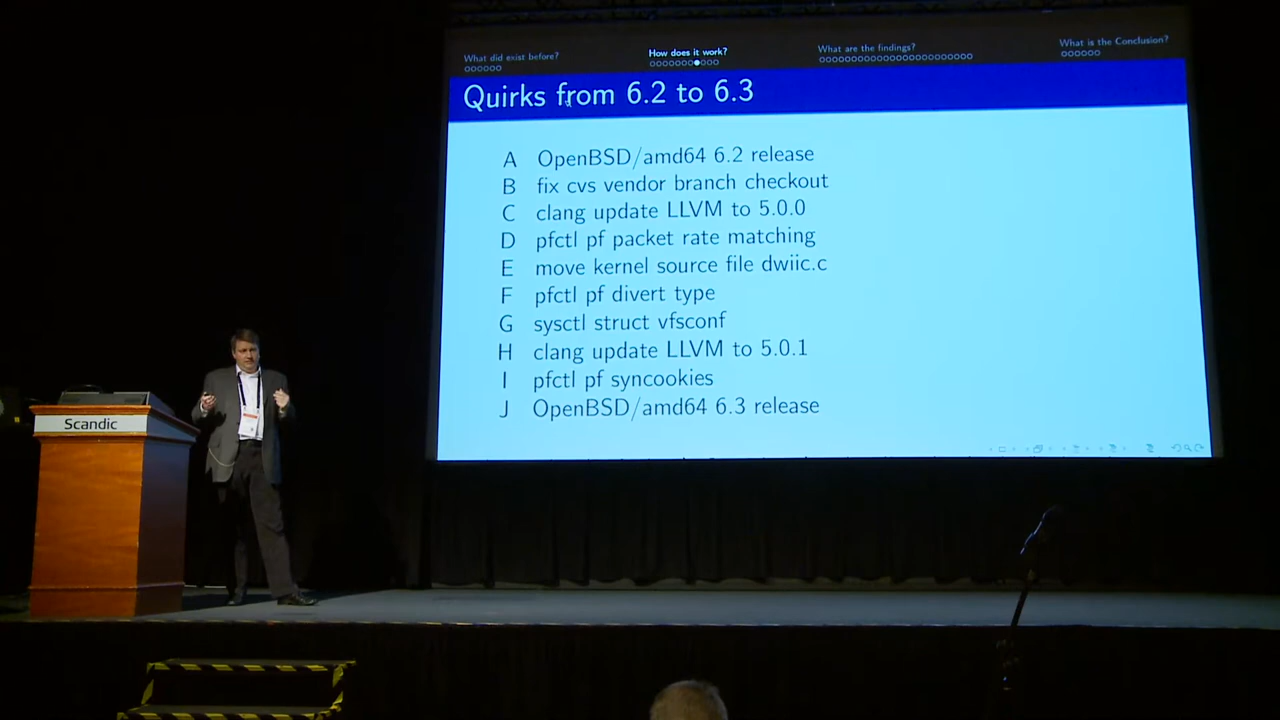 What did exist before?
How does it work?
What are the findings?
What is the Conclusion?
Quirks from 6.2 to 6.3
A OpenBSD/amd64 6.2 release
B fix cvs vendor branch checkout
C clang update LLVM to 5.0.0
D pfctl pf packet rate matching
E move kernel source file dwiic.c
F pfctl pf divert type
G sysctl struct vfsconf
H clang update LLVM to 5.0.1
I pfctl pf syncookies
J OpenBSD/amd64 6.3 release
Scandic